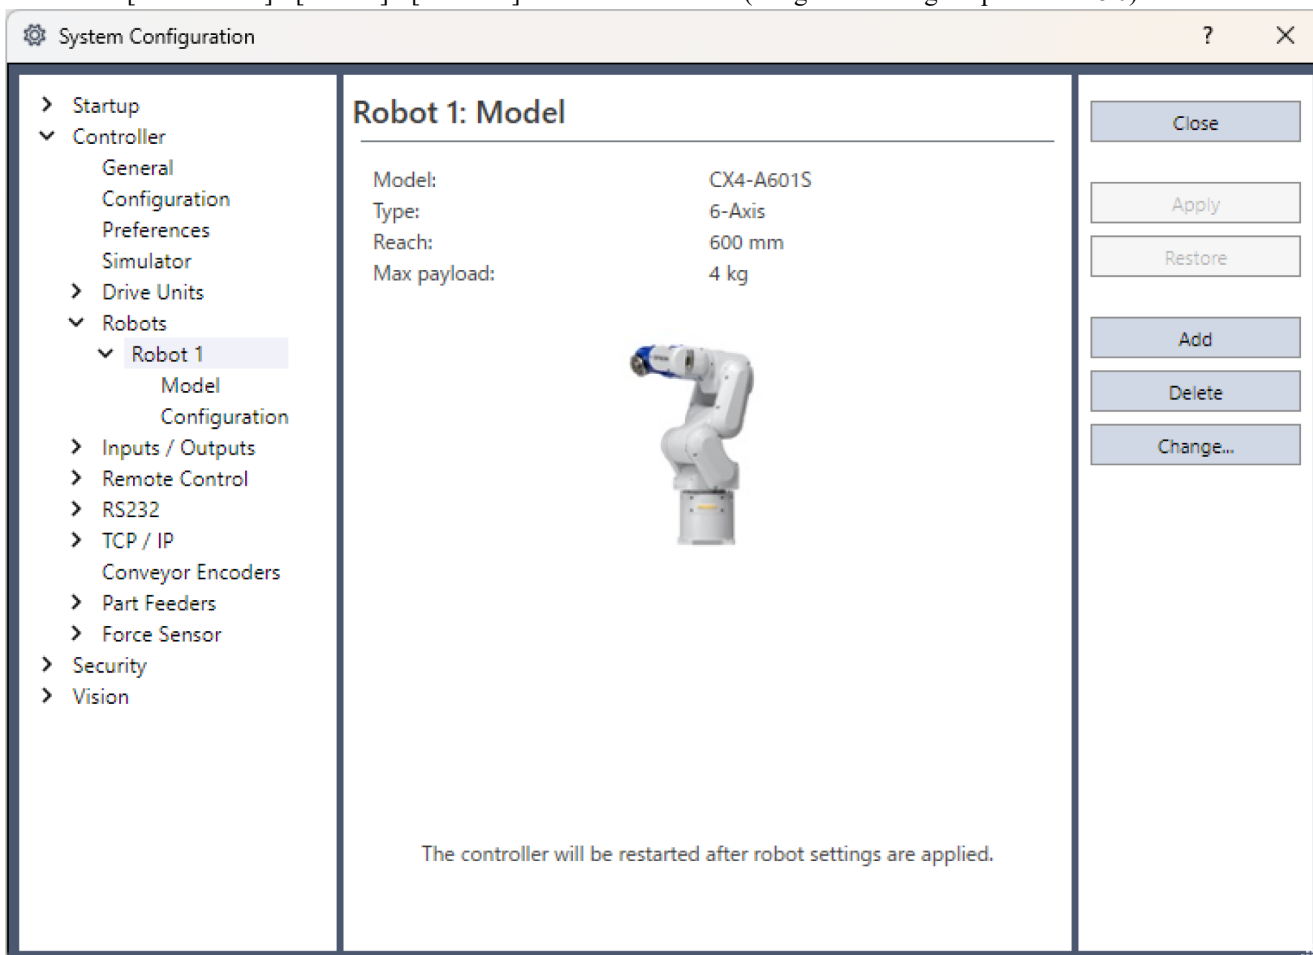 System Configuration
?
Startup
Controller
General
Configuration
Preferences
Simulator
Drive Units
Robots
Robot 1
Model
Configuration
Inputs / Outputs
Remote Control
RS232
TCP / IP
Conveyor Encoders
Part Feeders
Force Sensor
Security
Vision
Robot 1: Model
Model: CX4-A601S
Type: 6-Axis
Reach: 600 mm
Max payload: 4 kg
The controller will be restarted after robot settings are applied.
Close
Apply
Restore
Add
Delete
Change...